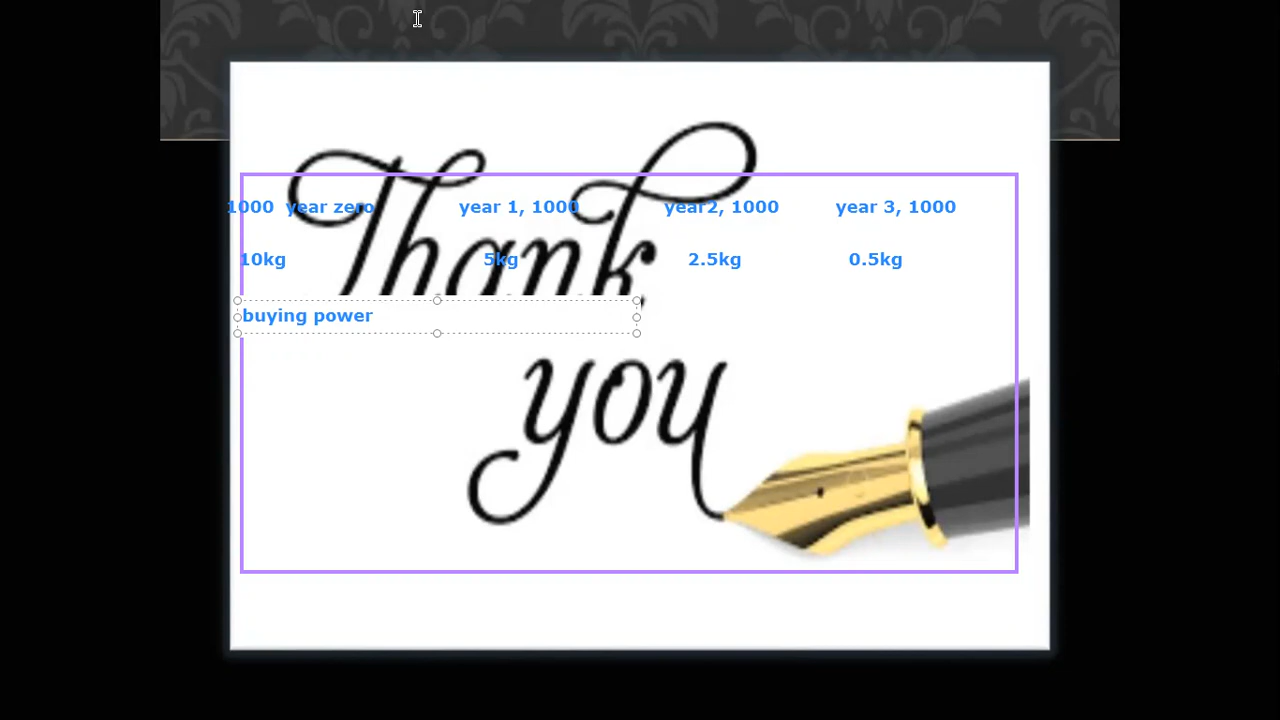 Thank
1000 year zero year 1, 1000 year2, 1000 year 3, 1000
10kg 5kg 2.5kg 0.5kg
buying power
you